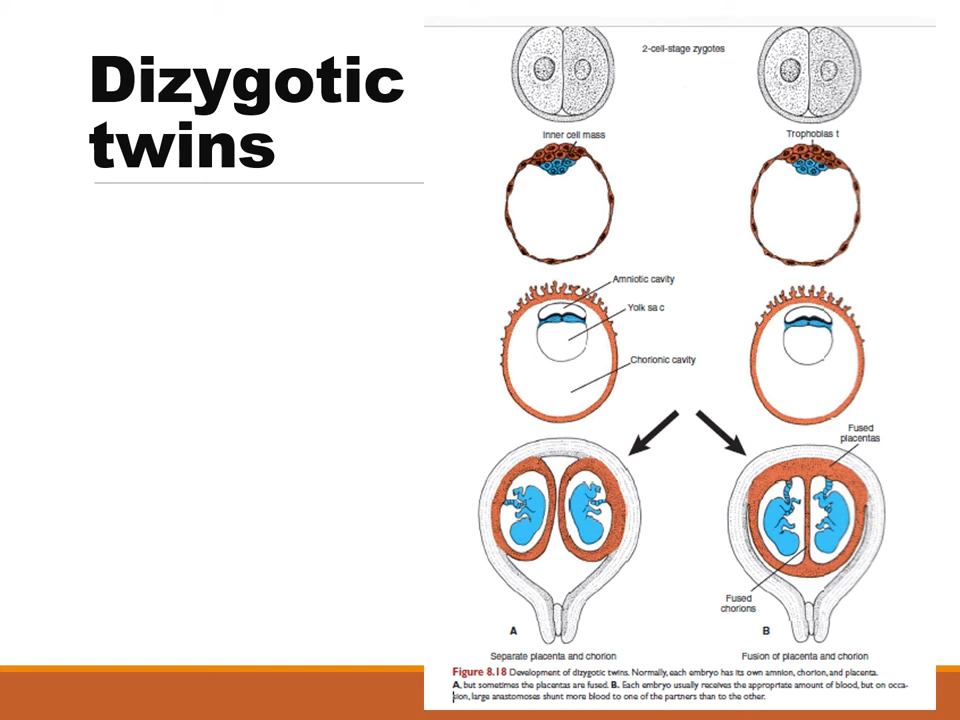 Dizygotic
twins
2-cell-stage zygotes
Inner cell mass
Trophoblas t
Amniotic cavity
Yolk sa c
Chorionic cavity
Fused
placentas
Fused
chorions
A
B
Separate placenta and chorion
Fusion of placenta and chorion
Figure 8.18 Development of dizygotic twins. Normally, each embryo has its own amnion, chorion, and placenta.
A, but sometimes the placentas are fused. B. Each embryo usually receives the appropriate amount of blood, but on occa-
sion, large anastomoses shunt more blood to one of the partners than to the other.